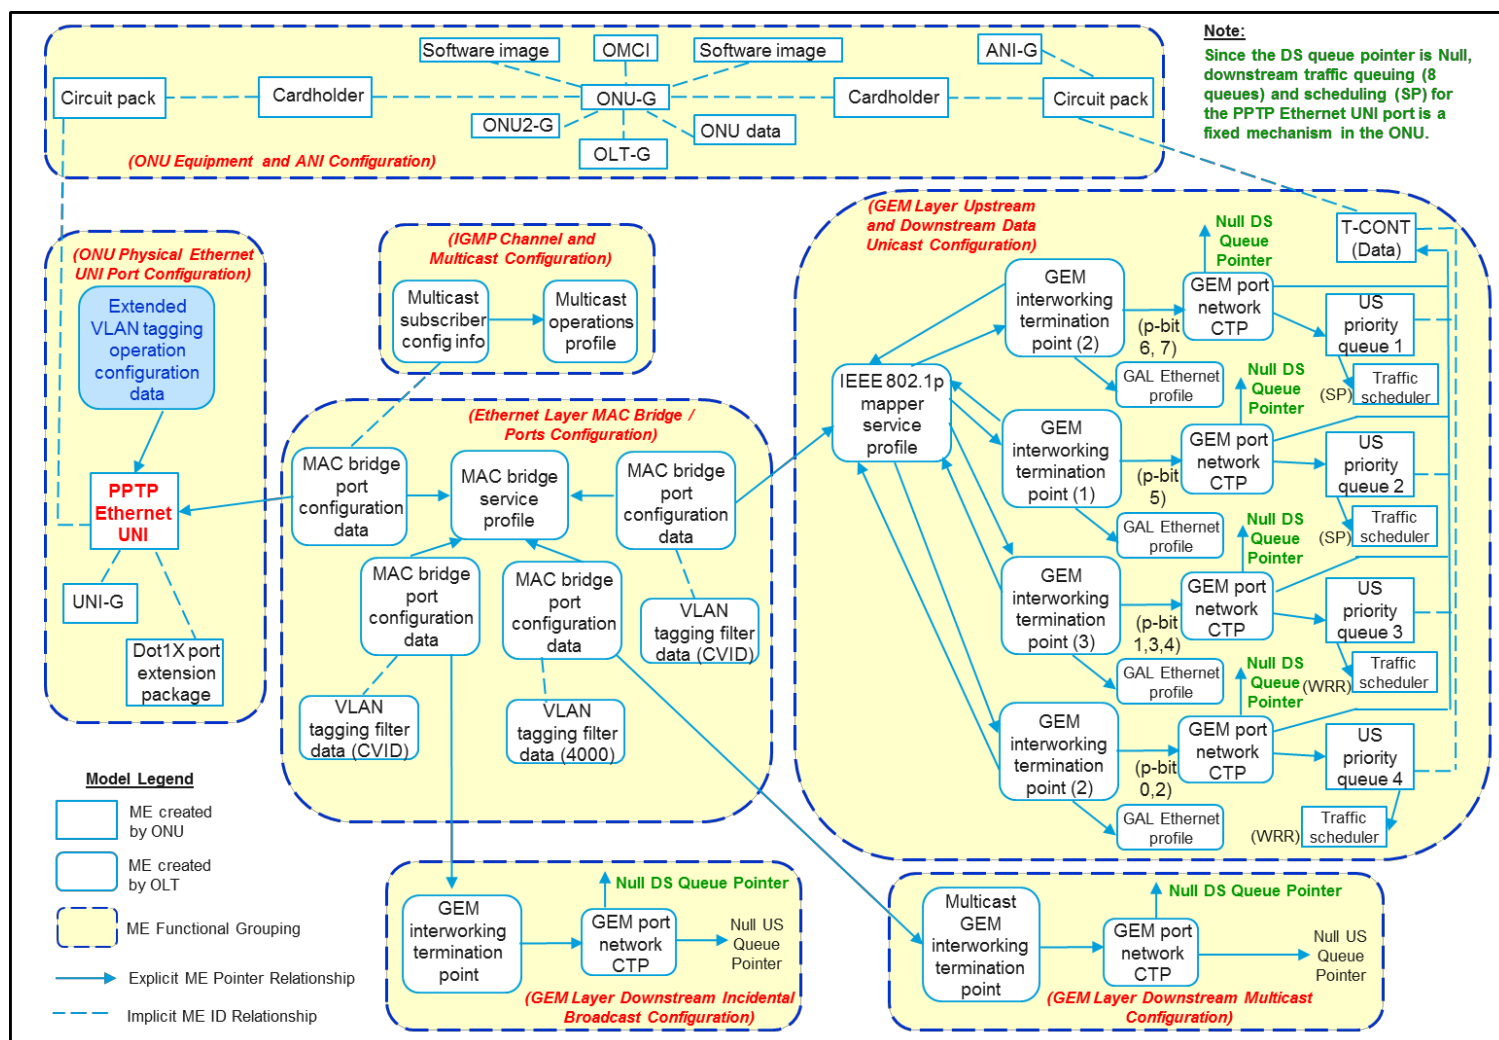 Software image
OMCI
Software image
ANI-G
Circuit pack
Cardholder
ONU-G
Cardholder
Circuit pack
ONU2-G
ONU data
OLT-G
(ONU Equipment and ANI Configuration)
Note:
Since the DS queue pointer is Null,
downstream traffic queuing (8
queues) and scheduling (SP) for
the PPTP Ethernet UNI port is a
fixed mechanism in the ONU.
(ONU Physical Ethernet
UNI Port Configuration)
Extended
VLAN tagging
operation
configuration
data
PPTP
Ethernet
UNI
UNI-G
Dot1X port
extension
package
(IGMP Channel and
Multicast Configuration)
Multicast
subscriber
config info
Multicast
operations
profile
(Ethernet Layer MAC Bridge /
Ports Configuration)
MAC bridge
port
configuration
data
MAC bridge
service
profile
MAC bridge
port
configuration
data
MAC bridge
port
configuration
data
MAC bridge
port
configuration
data
VLAN
tagging filter
data (CVID)
VLAN
tagging filter
data (CVID)
VLAN
tagging filter
data (4000)
(GEM Layer Upstream
and Downstream Data
Unicast Configuration)
Null DS
Queue
Pointer
T-CONT
(Data)
IEEE 802.1p
mapper
service
profile
GEM
interworking
termination
point (2)
(p-bit
6, 7)
GEM port
network
CTP
US
priority
queue 1
GAL Ethernet
profile
Null DS
Queue
Pointer
(SP)
Traffic
scheduler
GEM
interworking
termination
point (1)
(p-bit
5)
GEM port
network
CTP
US
priority
queue 2
GAL Ethernet
profile
Null DS
Queue
Pointer
(SP)
Traffic
scheduler
GEM
interworking
termination
point (3)
(p-bit
1,3,4)
GEM port
network
CTP
US
priority
queue 3
GAL Ethernet
profile
Null DS
Queue
Pointer
(WRR)
Traffic
scheduler
GEM
interworking
termination
point (2)
(p-bit
0,2)
GEM port
network
CTP
US
priority
queue 4
GAL Ethernet
profile
(WRR)
Traffic
scheduler
Model Legend
ME created
by ONU
ME created
by OLT
ME Functional Grouping
Explicit ME Pointer Relationship
Implicit ME ID Relationship
Null DS Queue Pointer
GEM
interworking
termination
point
GEM port
network
CTP
Null US
Queue
Pointer
(GEM Layer Downstream Incidental
Broadcast Configuration)
Null DS Queue Pointer
Multicast
GEM
interworking
termination
point
GEM port
network
CTP
Null US
Queue
Pointer
(GEM Layer Downstream Multicast
Configuration)